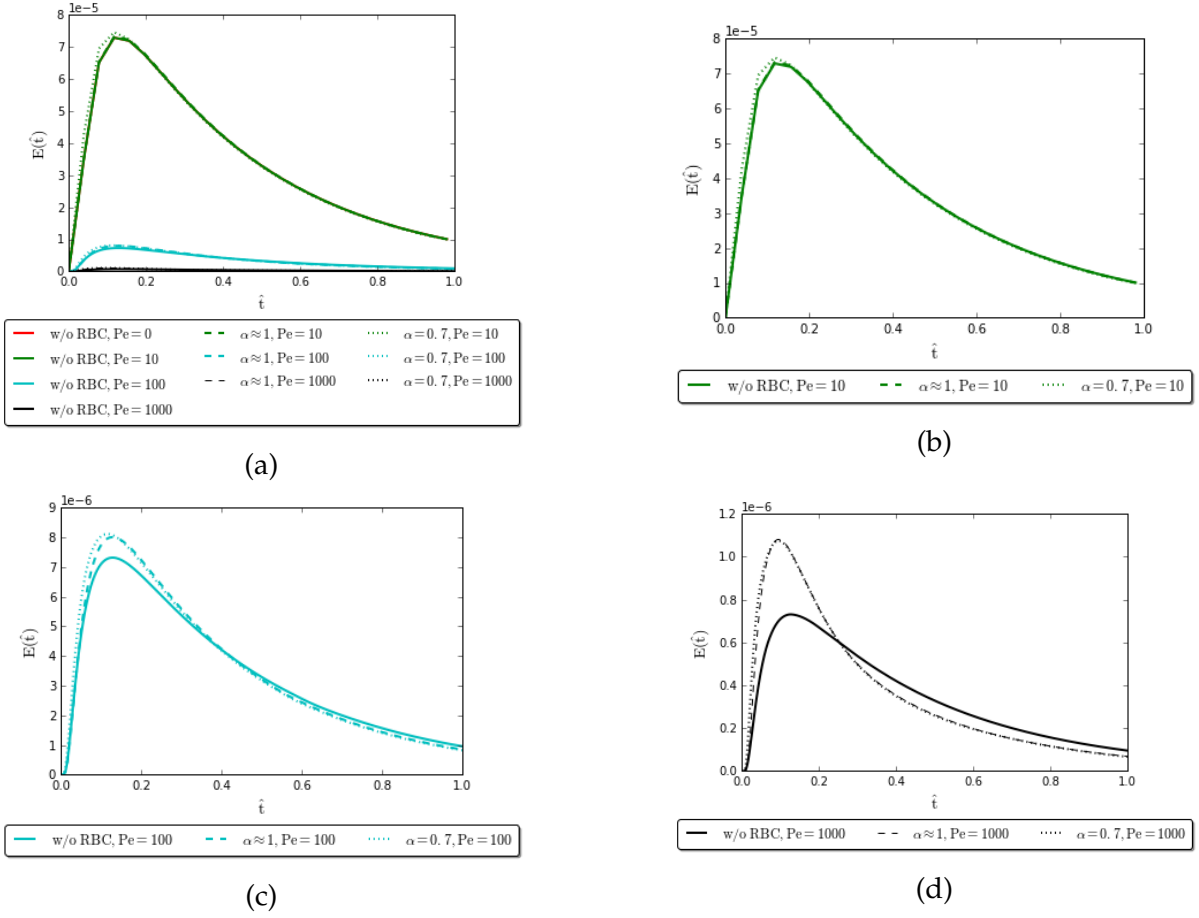 1e−5
8
7
6
5
4
3
2
1
0
E(t̂)
0.0 0.2 0.4 0.6 0.8 1.0
t̂
w/o RBC, Pe = 0 α ≈ 1, Pe = 10 α = 0.7, Pe = 10
w/o RBC, Pe = 10 α ≈ 1, Pe = 100 α = 0.7, Pe = 100
w/o RBC, Pe = 100 α ≈ 1, Pe = 1000 α = 0.7, Pe = 1000
w/o RBC, Pe = 1000
(a)
1e−5
8
7
6
5
4
3
2
1
0
E(t̂)
0.0 0.2 0.4 0.6 0.8 1.0
t̂
w/o RBC, Pe = 10 α ≈ 1, Pe = 10 α = 0.7, Pe = 10
(b)
1e−6
9
8
7
6
5
4
3
2
1
0
E(t̂)
0.0 0.2 0.4 0.6 0.8 1.0
t̂
w/o RBC, Pe = 100 α ≈ 1, Pe = 100 α = 0.7, Pe = 100
(c)
1e−6
1.2
1.0
0.8
0.6
0.4
0.2
0.0
E(t̂)
0.0 0.2 0.4 0.6 0.8 1.0
t̂
w/o RBC, Pe = 1000 α ≈ 1, Pe = 1000 α = 0.7, Pe = 1000
(d)